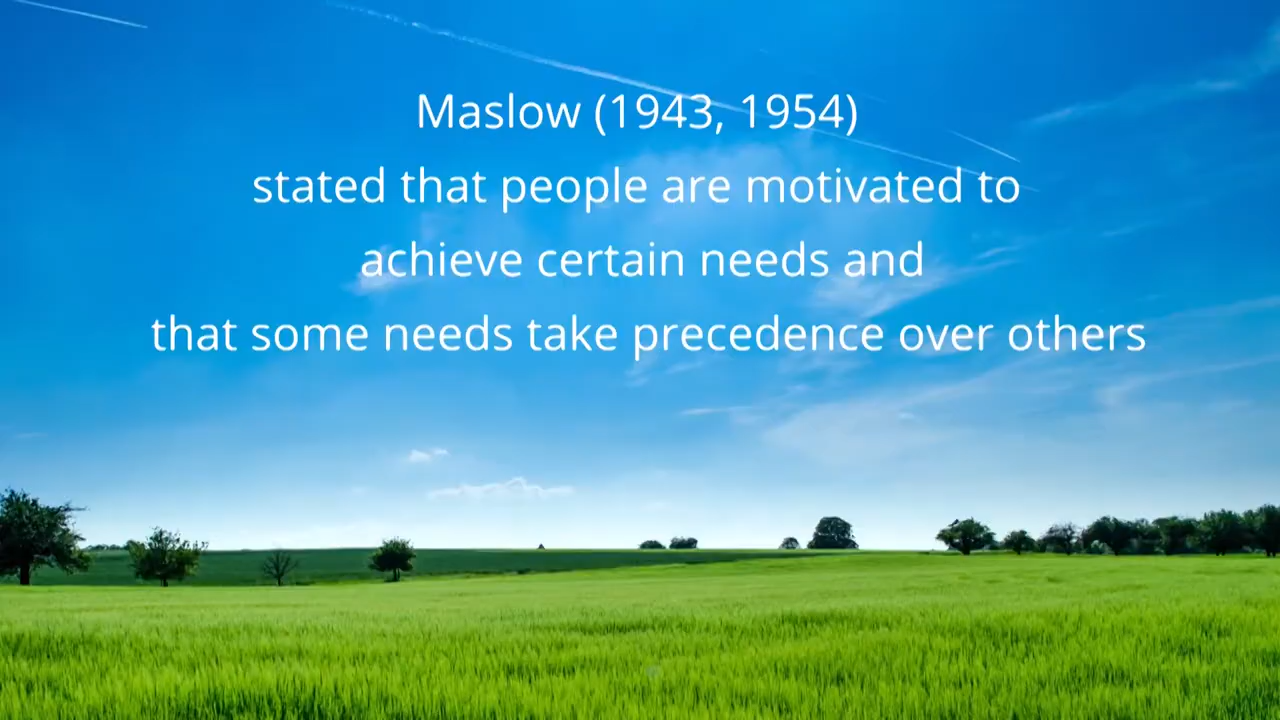 Maslow (1943, 1954)
stated that people are motivated to
achieve certain needs and
that some needs take precedence over others